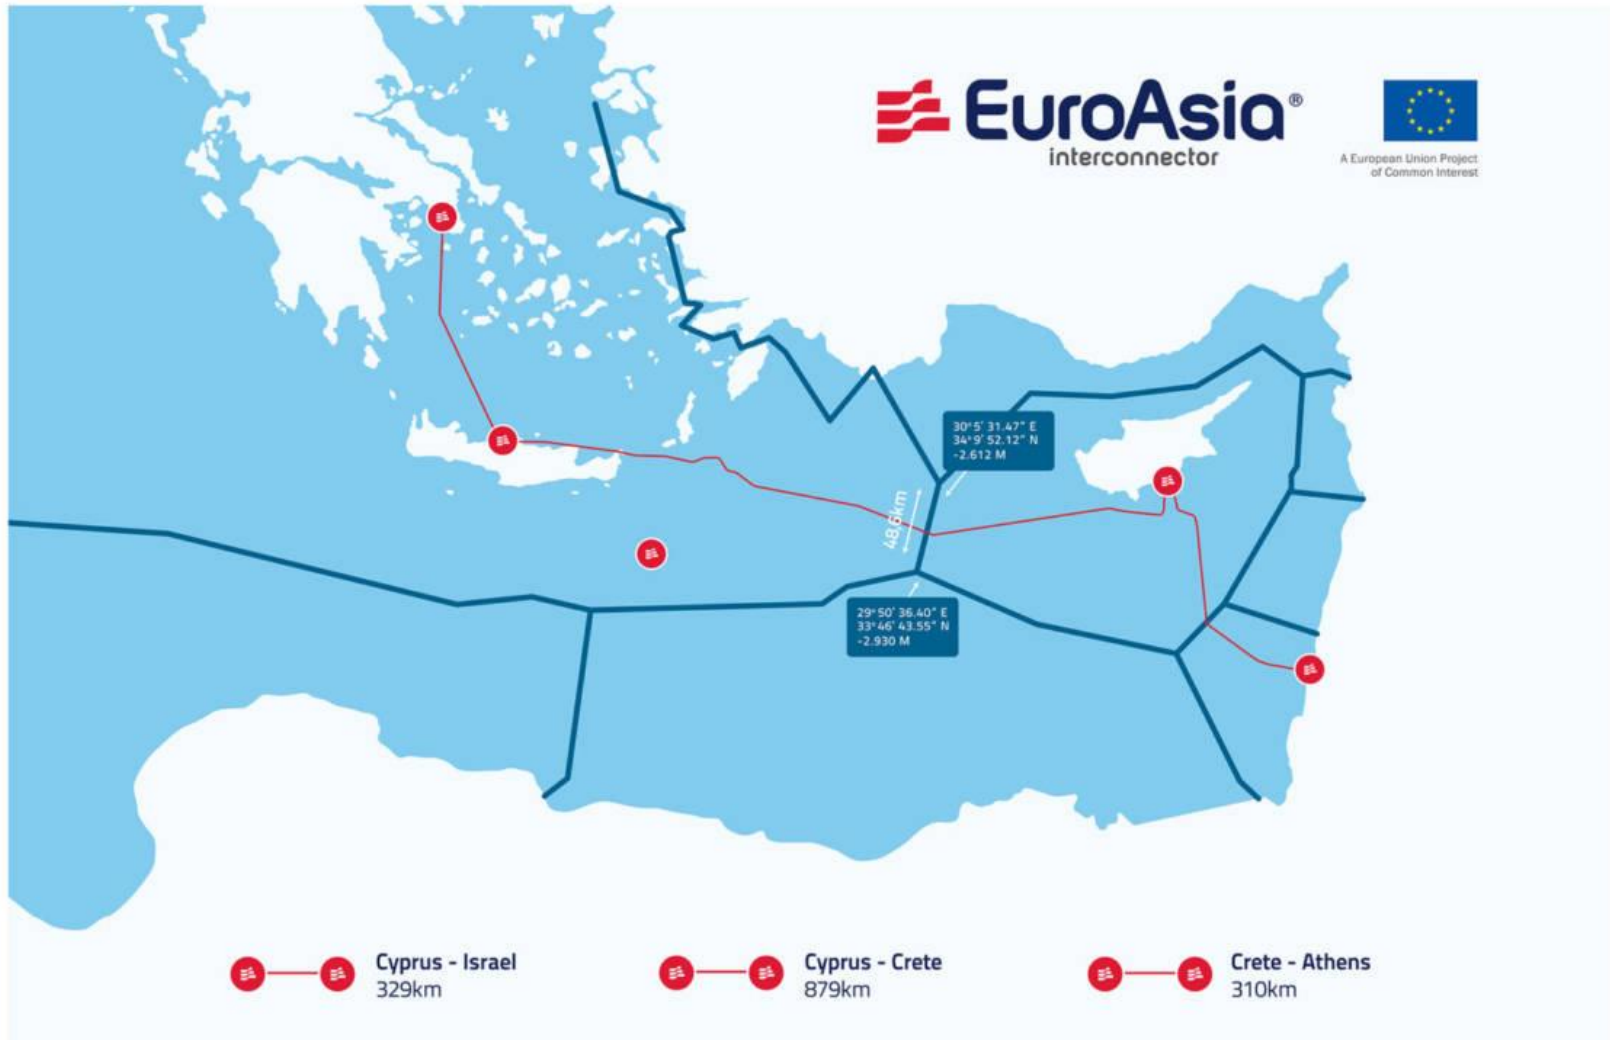 EuroAsia®
interconnector
A European Union Project
of Common Interest
30° 5' 31.47" E
34° 9' 52.12" N
-2.612 M
48,6km
29° 50' 36.40" E
33° 46' 43.55" N
-2.930 M
Cyprus - Israel
329km
Cyprus - Crete
879km
Crete - Athens
310km